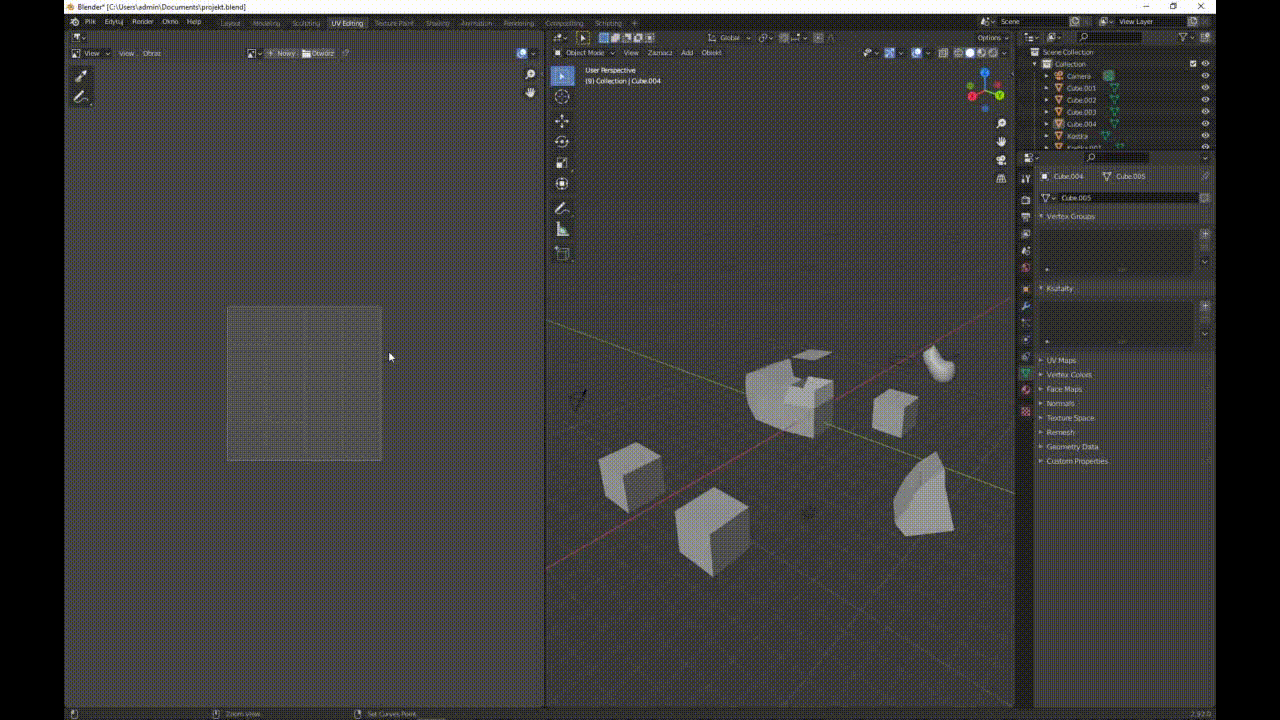 Blender* [C:\Users\admin\Documents\projekt.blend]
Plik Edytuj Render Okno Help Layout Modeling Sculpting UV Editing Texture Paint Shading Animation Rendering Compositing Scripting + Scene View Layer
Global Options
View View Obraz + Nowy Otwórz Object Mode View Zaznacz Add Obiekt
User Perspective
(9) Collection | Cube.004
X
Y
Z
Scene Collection
Collection
Camera
Cube.001
Cube.002
Cube.003
Cube.004
Kostka
Kostka.001
Cube.004 Cube.005
Cube.005
Vertex Groups
Kształty
UV Maps
Vertex Colors
Face Maps
Normals
Texture Space
Remesh
Geometry Data
Custom Properties
Zoom View Set Curves Point 2.92.0